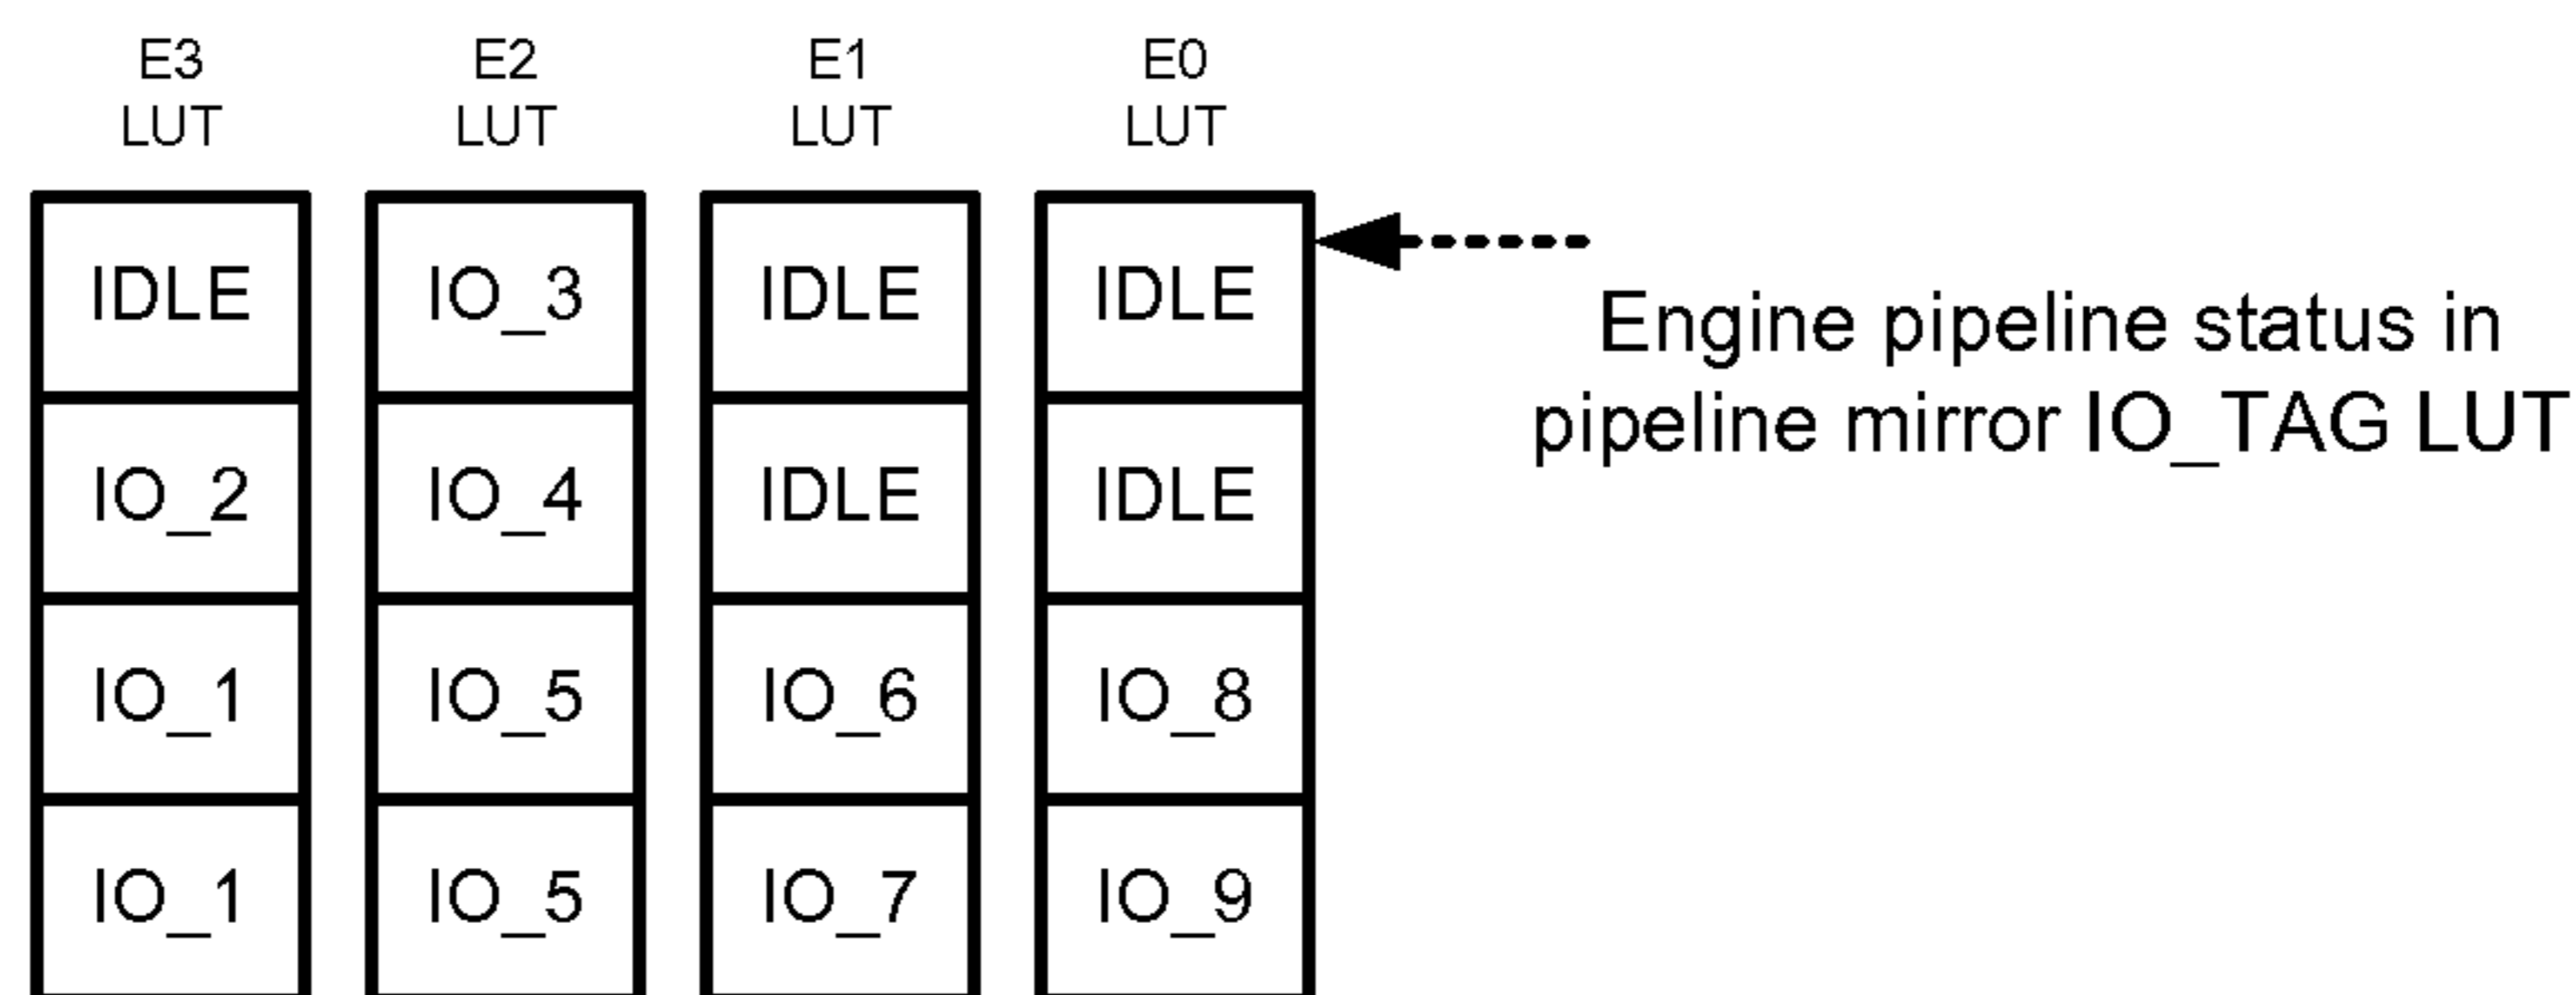 E3 E2 E1 E0
LUT LUT LUT LUT
IDLE IO_3 IDLE IDLE
Engine pipeline status in
pipeline mirror IO_TAG LUT
IO_2 IO_4 IDLE IDLE
IO_1 IO_5 IO_6 IO_8
IO_1 IO_5 IO_7 IO_9